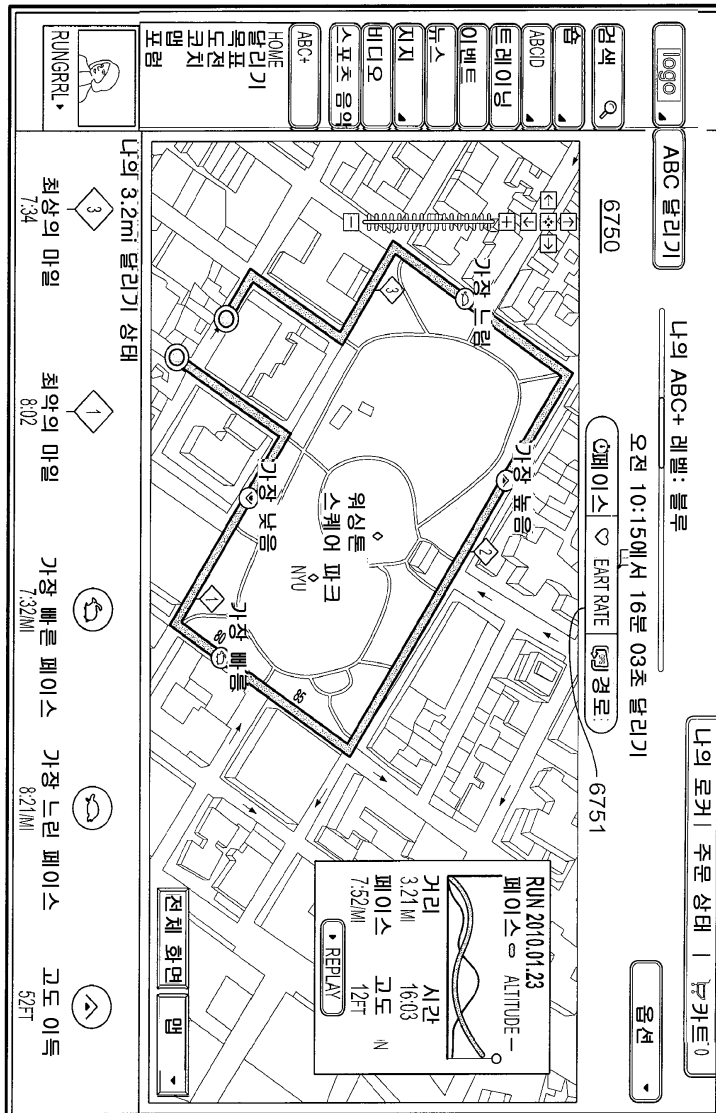 logo
ABC 달리기
나의 로커 | 주문 상태 | 카트 0
검색
숍
ABCID
트레이닝
이벤트
뉴스
지지
비디오
스포츠 음악
ABC+
HOME
달리기
목표
도전
코치
맵
포럼
RUNGRRL
나의 ABC+ 레벨: 블루
오전 10:15에서 16분 03초 달리기
옵션
6750
페이스
EART RATE
경로:
6751
가장 느림
3
가장 높음
2
워싱톤
스퀘어 파크
NYU
가장 낮음
1
가장 빠름
80
85
RUN 2010.01.23
페이스
ALTITUDE
거리
3.21 MI
시간
16:03
페이스
7:52/MI
고도
12FT
REPLAY
전체 화면
맵
나의 3.2mi 달리기 상태
3
최상의 마일
7:34
1
최악의 마일
8:02
가장 빠른 페이스
7:32/MI
가장 느린 페이스
8:21/MI
고도 이득
52FT